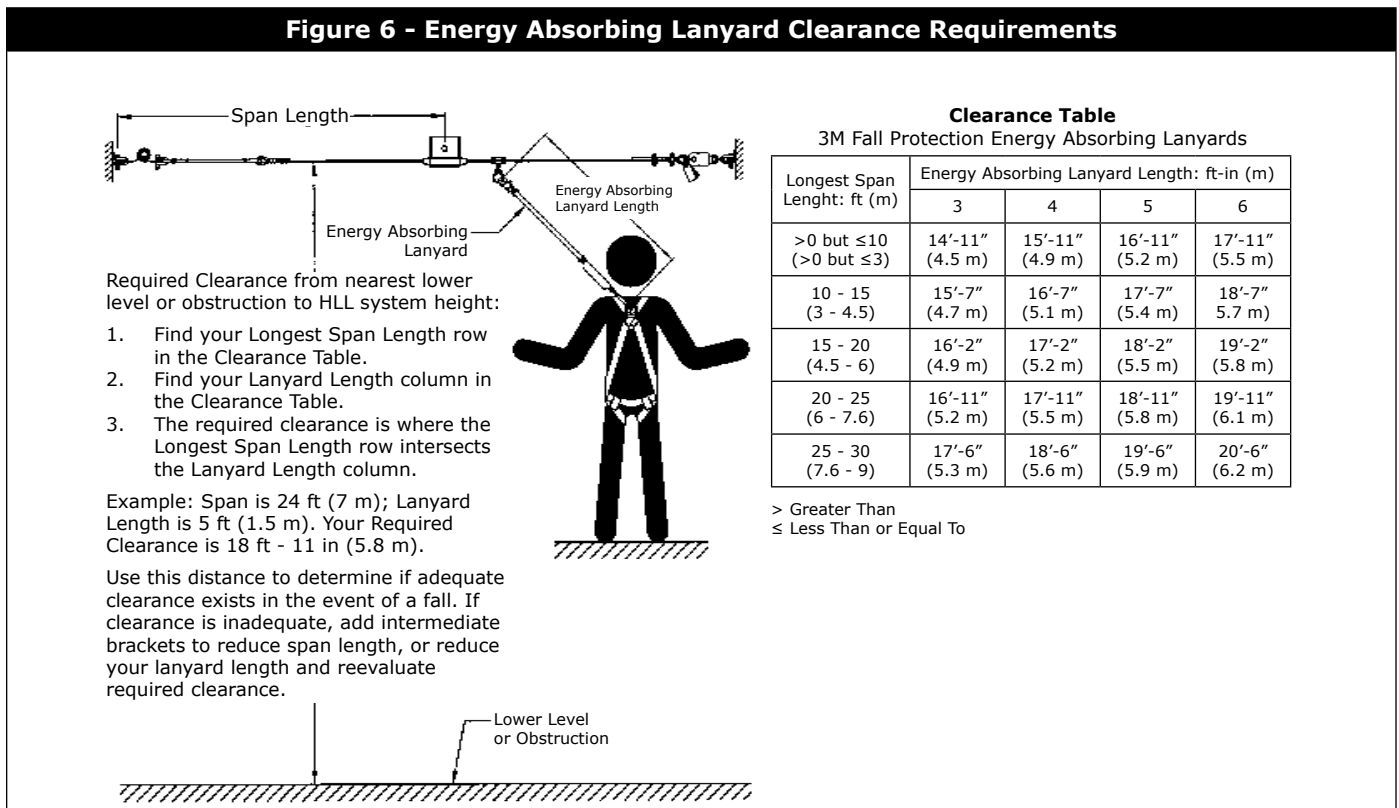 Figure 6 - Energy Absorbing Lanyard Clearance Requirements
Span Length
Energy Absorbing
Lanyard Length
Energy Absorbing
Lanyard
Required Clearance from nearest lower
level or obstruction to HLL system height:
1. Find your Longest Span Length row
in the Clearance Table.
2. Find your Lanyard Length column in
the Clearance Table.
3. The required clearance is where the
Longest Span Length row intersects
the Lanyard Length column.
Example: Span is 24 ft (7 m); Lanyard
Length is 5 ft (1.5 m). Your Required
Clearance is 18 ft - 11 in (5.8 m).
Use this distance to determine if adequate
clearance exists in the event of a fall. If
clearance is inadequate, add intermediate
brackets to reduce span length, or reduce
your lanyard length and reevaluate
required clearance.
Lower Level
or Obstruction
Clearance Table
3M Fall Protection Energy Absorbing Lanyards
Longest Span
Lenght: ft (m)
Energy Absorbing Lanyard Length: ft-in (m)
3 4 5 6
>0 but ≤10 14′-11″ 15′-11″ 16′-11″ 17′-11″
(>0 but ≤3) (4.5 m) (4.9 m) (5.2 m) (5.5 m)
10 - 15 15′-7″ 16′-7″ 17′-7″ 18′-7″
(3 - 4.5) (4.7 m) (5.1 m) (5.4 m) 5.7 m)
15 - 20 16′-2″ 17′-2″ 18′-2″ 19′-2″
(4.5 - 6) (4.9 m) (5.2 m) (5.5 m) (5.8 m)
20 - 25 16′-11″ 17′-11″ 18′-11″ 19′-11″
(6 - 7.6) (5.2 m) (5.5 m) (5.8 m) (6.1 m)
25 - 30 17′-6″ 18′-6″ 19′-6″ 20′-6″
(7.6 - 9) (5.3 m) (5.6 m) (5.9 m) (6.2 m)
> Greater Than
≤ Less Than or Equal To